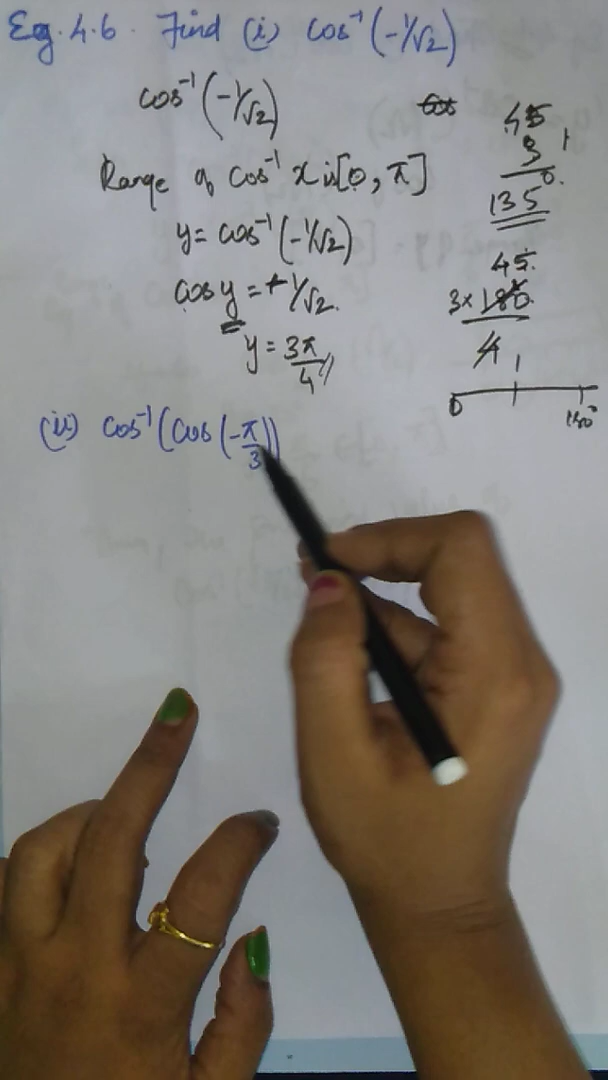 Eg. 4.6. Find (i) cos⁻¹(-1/√2)
cos⁻¹(-1/√2)
Range of cos⁻¹ x is [0, π]
y = cos⁻¹(-1/√2)
cos y = -1/√2.
y = 3π/4 //
(ii) cos⁻¹(cos(-π/3))
45
3
135
45.
3 × 180
4
0
180°